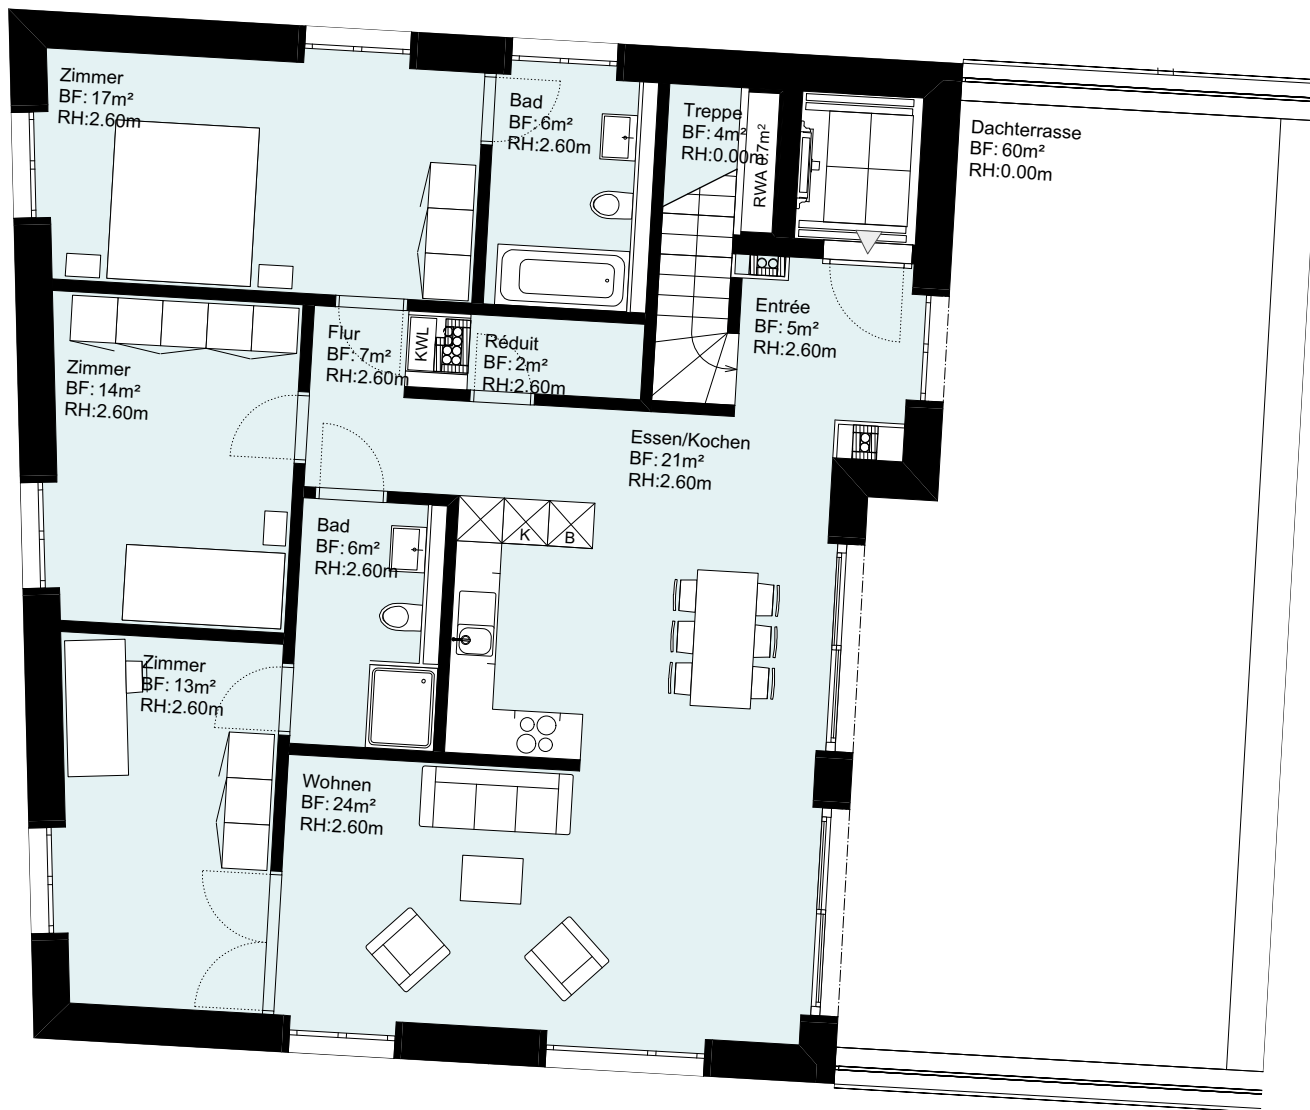 Zimmer
BF: 17m²
RH:2.60m
Bad
BF: 6m²
RH:2.60m
Treppe
BF: 4m²
RH:0.00m
RWA 0.7m²
Dachterrasse
BF: 60m²
RH:0.00m
Entrée
BF: 5m²
RH:2.60m
Flur
BF: 7m²
RH:2.60m
KWL
Réduit
BF: 2m²
RH:2.60m
Zimmer
BF: 14m²
RH:2.60m
Essen/Kochen
BF: 21m²
RH:2.60m
Bad
BF: 6m²
RH:2.60m
K
B
Zimmer
BF: 13m²
RH:2.60m
Wohnen
BF: 24m²
RH:2.60m